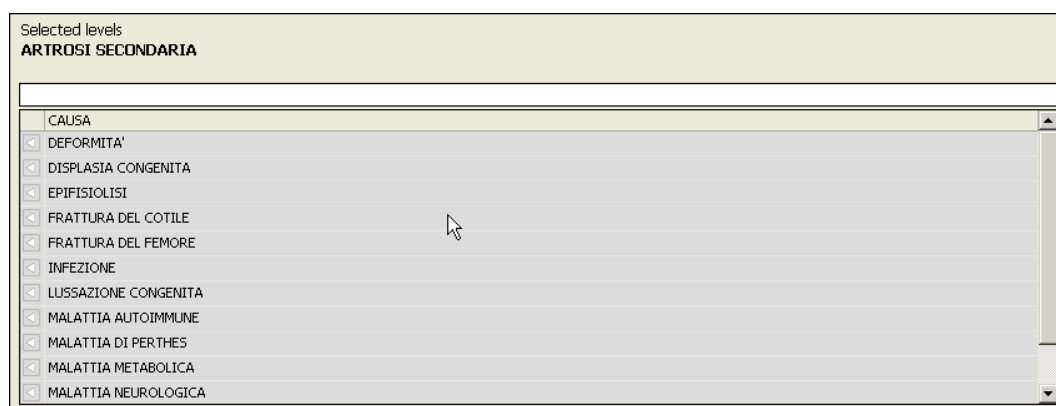 Selected levels
ARTROSI SECONDARIA
CAUSA
DEFORMITA'
DISPLASIA CONGENITA
EPIFISIOLISI
FRATTURA DEL COTILE
FRATTURA DEL FEMORE
INFEZIONE
LUSSAZIONE CONGENITA
MALATTIA AUTOIMMUNE
MALATTIA DI PERTHES
MALATTIA METABOLICA
MALATTIA NEUROLOGICA